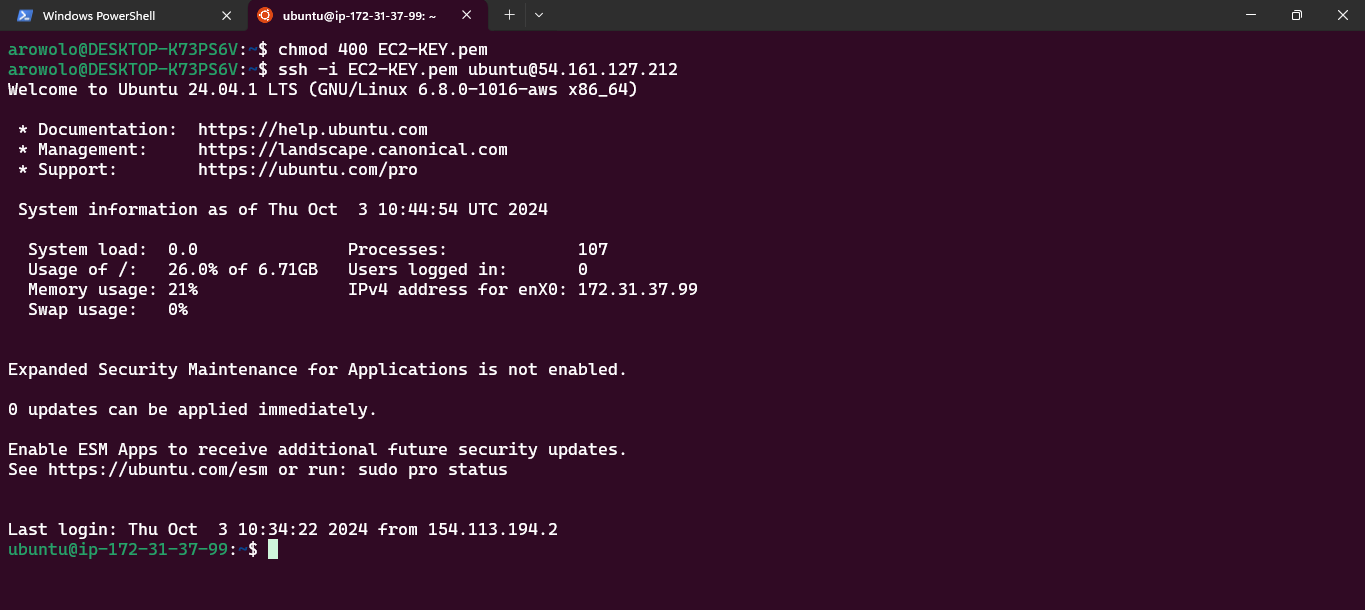 Windows PowerShell
ubuntu@ip-172-31-37-99: ~
arowolo@DESKTOP-K73PS6V:~$ chmod 400 EC2-KEY.pem
arowolo@DESKTOP-K73PS6V:~$ ssh -i EC2-KEY.pem ubuntu@54.161.127.212
Welcome to Ubuntu 24.04.1 LTS (GNU/Linux 6.8.0-1016-aws x86_64)
* Documentation:  https://help.ubuntu.com
* Management:     https://landscape.canonical.com
* Support:        https://ubuntu.com/pro
System information as of Thu Oct  3 10:44:54 UTC 2024
System load:  0.0               Processes:             107
Usage of /:   26.0% of 6.71GB   Users logged in:       0
Memory usage: 21%               IPv4 address for enX0: 172.31.37.99
Swap usage:   0%
Expanded Security Maintenance for Applications is not enabled.
0 updates can be applied immediately.
Enable ESM Apps to receive additional future security updates.
See https://ubuntu.com/esm or run: sudo pro status
Last login: Thu Oct  3 10:34:22 2024 from 154.113.194.2
ubuntu@ip-172-31-37-99:~$